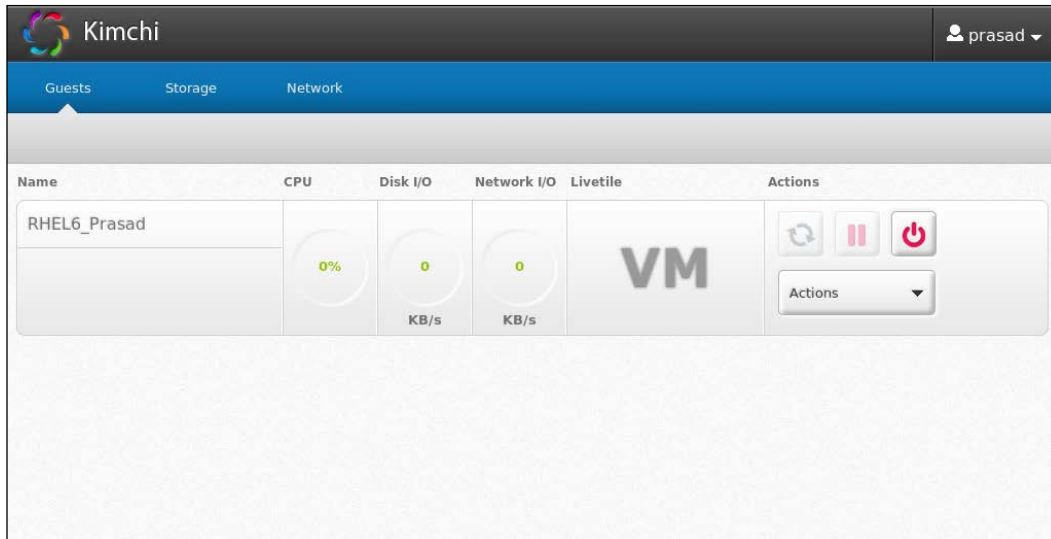 Kimchi
prasad
Guests Storage Network
Name CPU Disk I/O Network I/O Livetile Actions
RHEL6_Prasad
0% 0 0 VM
Actions
KB/s KB/s